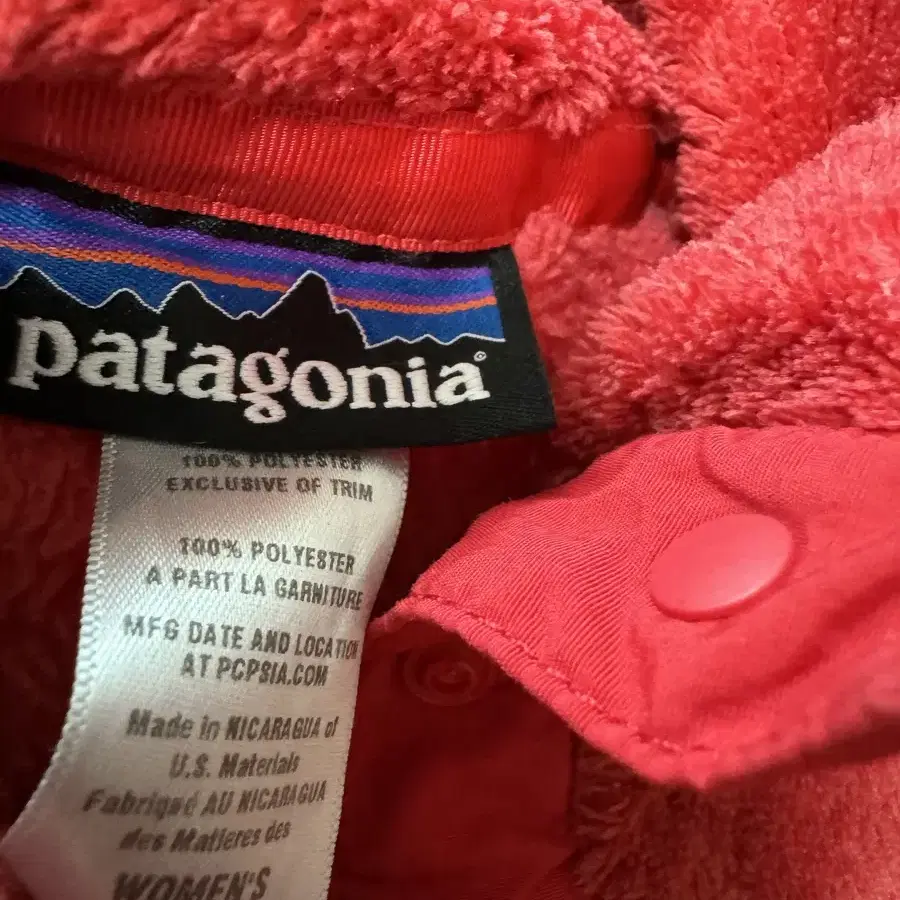 patagonia®
100% POLYESTER
EXCLUSIVE OF TRIM
100% POLYESTER
A PART LA GARNITURE
MFG DATE AND LOCATION
AT PCPSIA.COM
Made in NICARAGUA of
U.S. Materials
Fabriqué AU NICARAGUA
des Matieres des
WOMEN'S